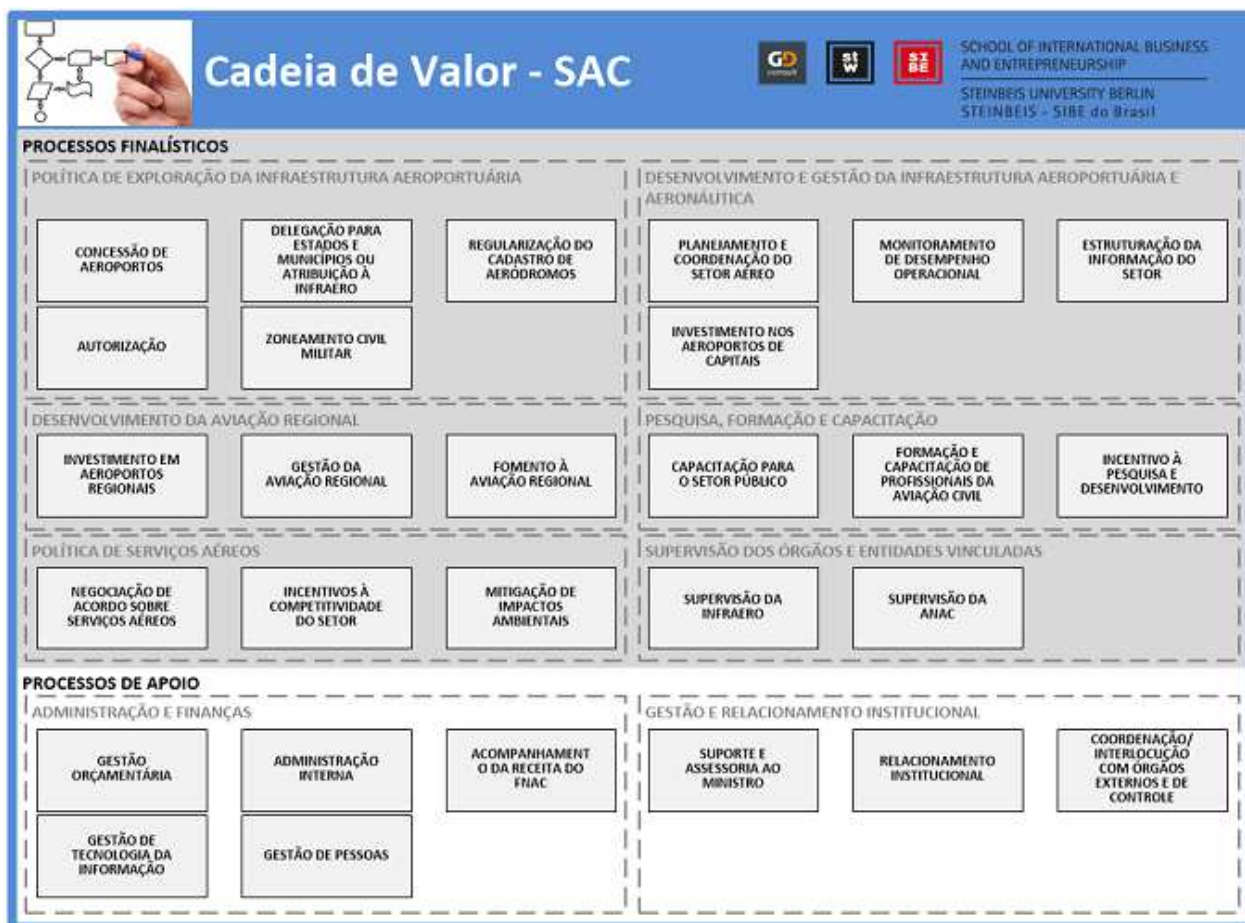 Cadeia de Valor - SAC
GD
consult
st
w
SI
BE
SCHOOL OF INTERNATIONAL BUSINESS
AND ENTREPRENEURSHIP
STEINBEIS UNIVERSITY BERLIN
STEINBEIS - SIBE do Brasil
PROCESSOS FINALÍSTICOS
POLÍTICA DE EXPLORAÇÃO DA INFRAESTRUTURA AEROPORTUÁRIA
CONCESSÃO DE
AEROPORTOS
DELEGAÇÃO PARA
ESTADOS E
MUNICÍPIOS OU
ATRIBUIÇÃO À
INFRAERO
REGULARIZAÇÃO DO
CADASTRO DE
AERÓDROMOS
AUTORIZAÇÃO
ZONEAMENTO CIVIL
MILITAR
DESENVOLVIMENTO E GESTÃO DA INFRAESTRUTURA AEROPORTUÁRIA E
AERONÁUTICA
PLANEJAMENTO E
COORDENAÇÃO DO
SETOR AÉREO
MONITORAMENTO
DE DESEMPENHO
OPERACIONAL
ESTRUTURAÇÃO DA
INFORMAÇÃO DO
SETOR
INVESTIMENTO NOS
AEROPORTOS DE
CAPITAIS
DESENVOLVIMENTO DA AVIAÇÃO REGIONAL
INVESTIMENTO EM
AEROPORTOS
REGIONAIS
GESTÃO DA
AVIAÇÃO REGIONAL
FOMENTO À
AVIAÇÃO REGIONAL
PESQUISA, FORMAÇÃO E CAPACITAÇÃO
CAPACITAÇÃO PARA
O SETOR PÚBLICO
FORMAÇÃO E
CAPACITAÇÃO DE
PROFISSIONAIS DA
AVIAÇÃO CIVIL
INCENTIVO À
PESQUISA E
DESENVOLVIMENTO
POLÍTICA DE SERVIÇOS AÉREOS
NEGOCIAÇÃO DE
ACORDO SOBRE
SERVIÇOS AÉREOS
INCENTIVOS À
COMPETITIVIDADE
DO SETOR
MITIGAÇÃO DE
IMPACTOS
AMBIENTAIS
SUPERVISÃO DOS ÓRGÃOS E ENTIDADES VINCULADAS
SUPERVISÃO DA
INFRAERO
SUPERVISÃO DA
ANAC
PROCESSOS DE APOIO
ADMINISTRAÇÃO E FINANÇAS
GESTÃO
ORÇAMENTÁRIA
ADMINISTRAÇÃO
INTERNA
ACOMPANHAMENT
O DA RECEITA DO
FNAC
GESTÃO DE
TECNOLOGIA DA
INFORMAÇÃO
GESTÃO DE PESSOAS
GESTÃO E RELACIONAMENTO INSTITUCIONAL
SUPORTE E
ASSESSORIA AO
MINISTRO
RELACIONAMENTO
INSTITUCIONAL
COORDENAÇÃO/
INTERLOCUÇÃO
COM ÓRGÃOS
EXTERNOS E DE
CONTROLE